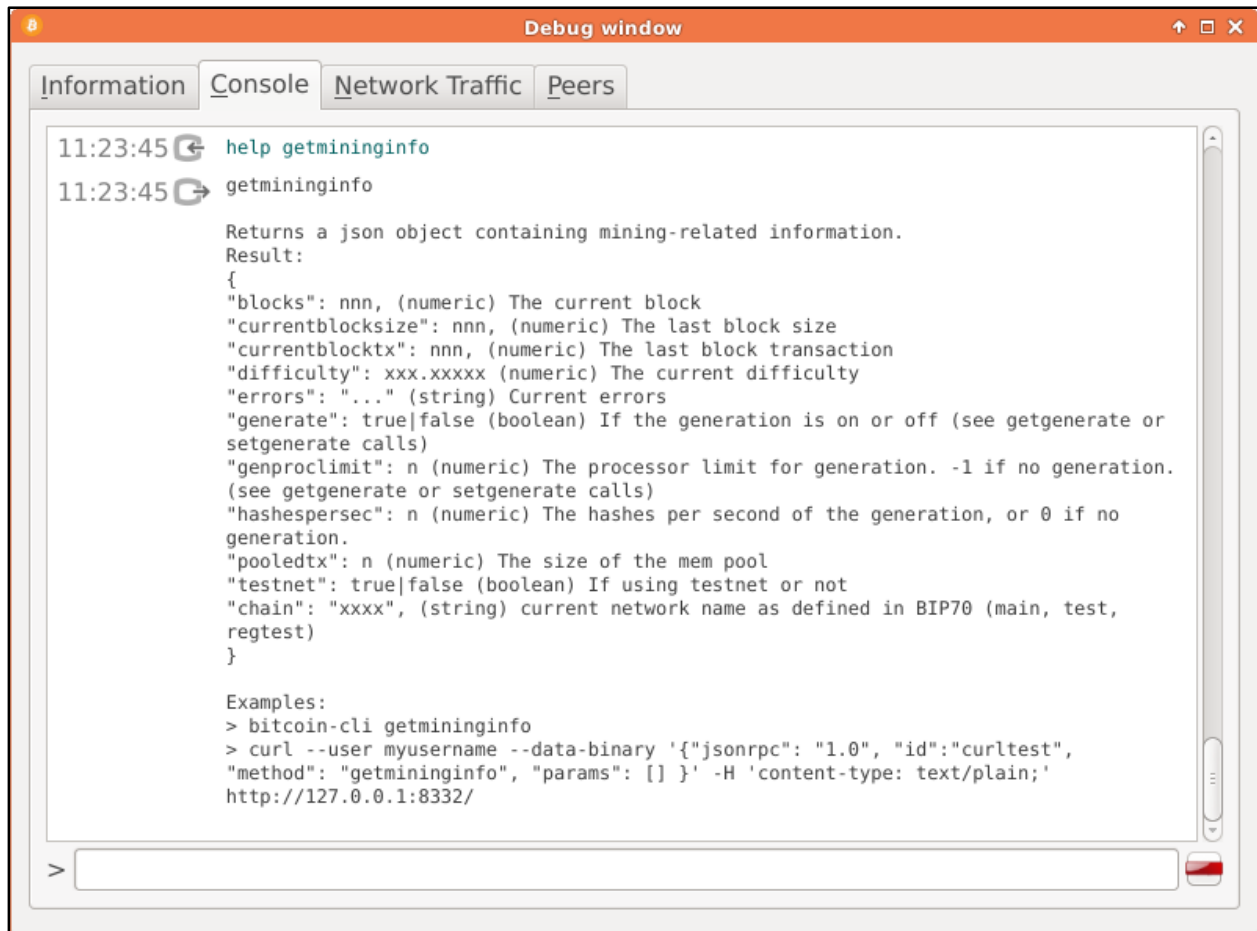 Debug window
Information Console Network Traffic Peers
11:23:45 help getmininginfo
11:23:45 getmininginfo
Returns a json object containing mining-related information.
Result:
{
"blocks": nnn, (numeric) The current block
"currentblocksize": nnn, (numeric) The last block size
"currentblocktx": nnn, (numeric) The last block transaction
"difficulty": xxx.xxxxx (numeric) The current difficulty
"errors": "..." (string) Current errors
"generate": true|false (boolean) If the generation is on or off (see getgenerate or
setgenerate calls)
"genproclimit": n (numeric) The processor limit for generation. -1 if no generation.
(see getgenerate or setgenerate calls)
"hashespersec": n (numeric) The hashes per second of the generation, or 0 if no
generation.
"pooledtx": n (numeric) The size of the mem pool
"testnet": true|false (boolean) If using testnet or not
"chain": "xxxx", (string) current network name as defined in BIP70 (main, test,
regtest)
}
Examples:
> bitcoin-cli getmininginfo
> curl --user myusername --data-binary '{"jsonrpc": "1.0", "id":"curltest",
"method": "getmininginfo", "params": [] }' -H 'content-type: text/plain;'
http://127.0.0.1:8332/
>